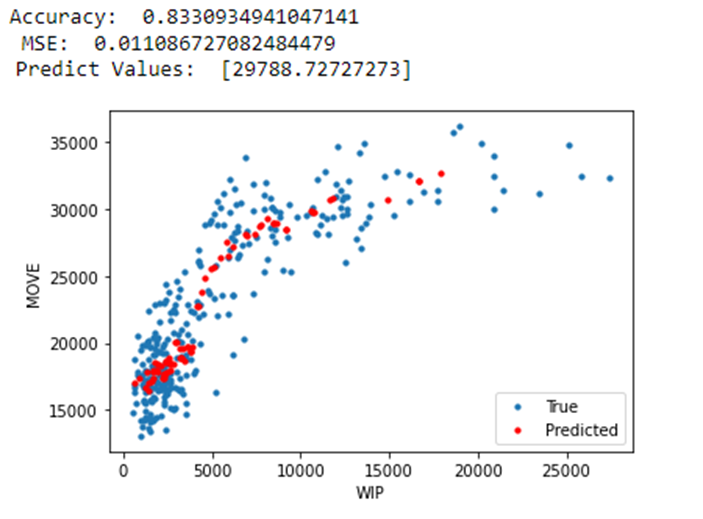 Accuracy:  0.8330934941047141
MSE:  0.011086727082484479
Predict Values:  [29788.72727273]
35000
30000
25000
20000
15000
MOVE
True
Predicted
0 5000 10000 15000 20000 25000
WIP